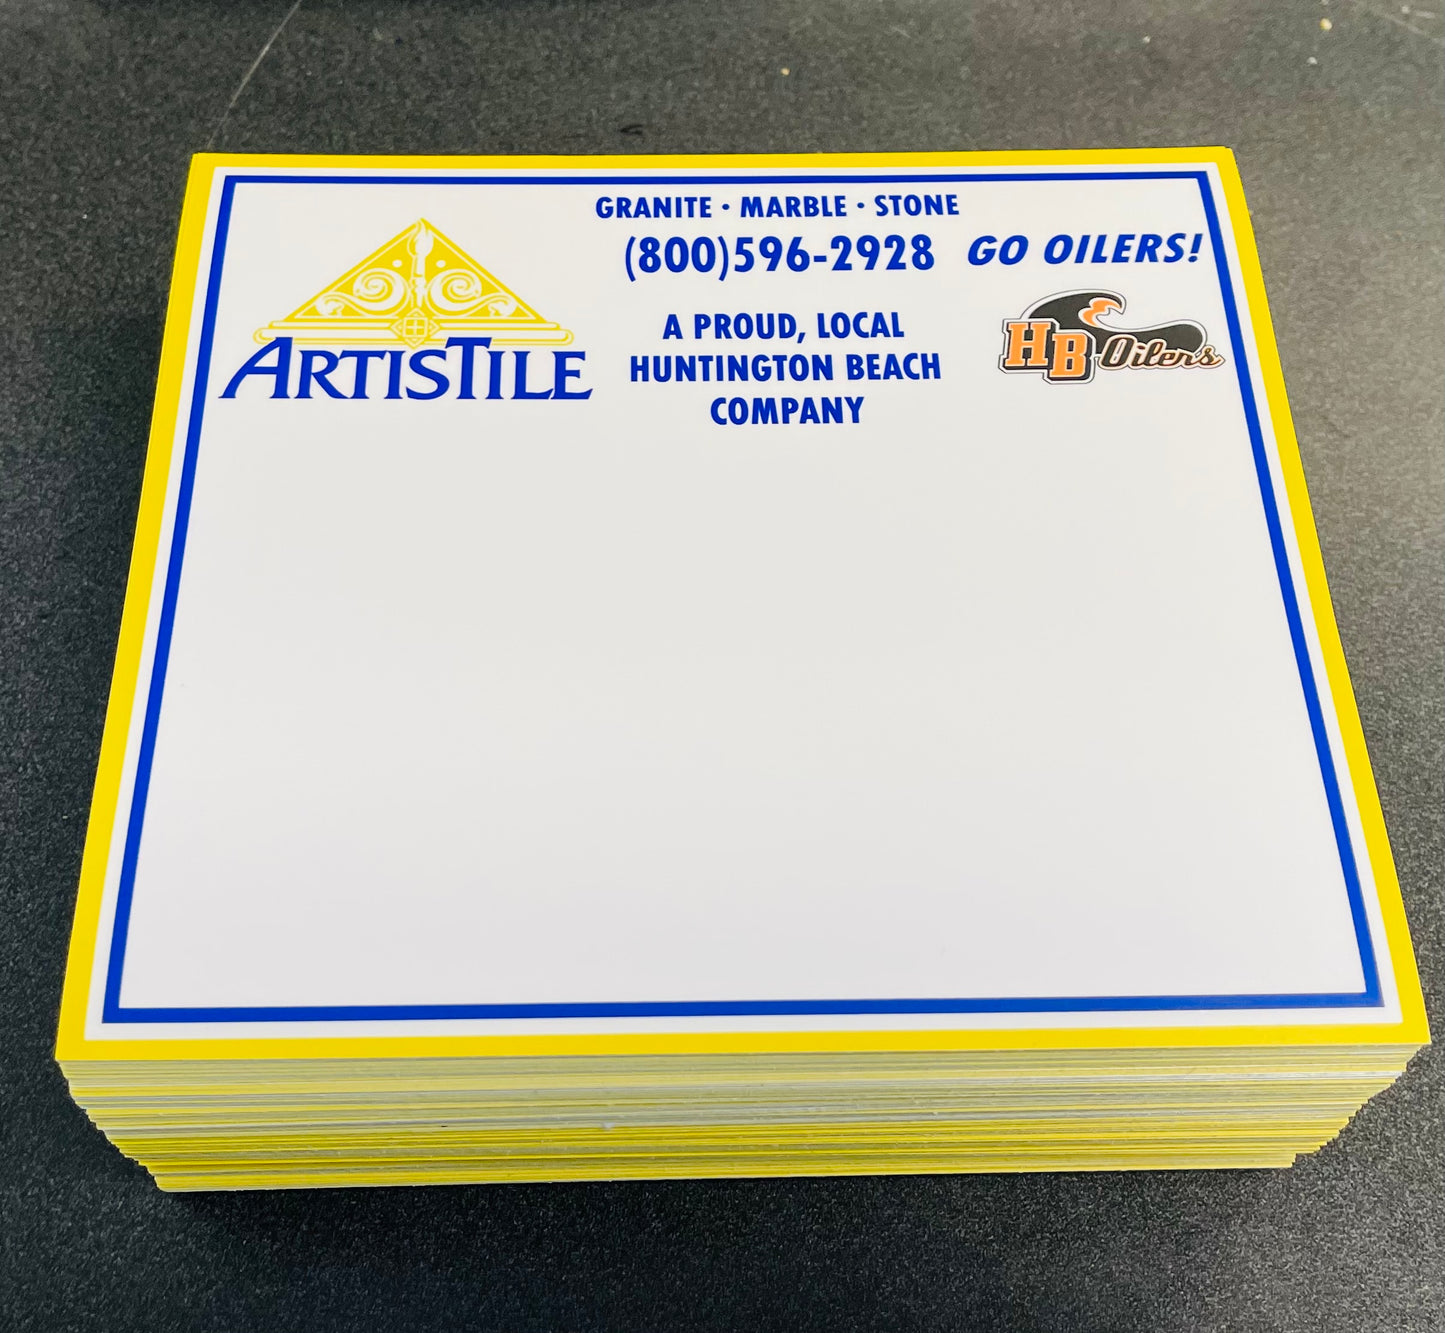 GRANITE · MARBLE · STONE
(800)596-2928
GO OILERS!
ARTISTILE
A PROUD, LOCAL
HUNTINGTON BEACH
COMPANY
HB Oilers